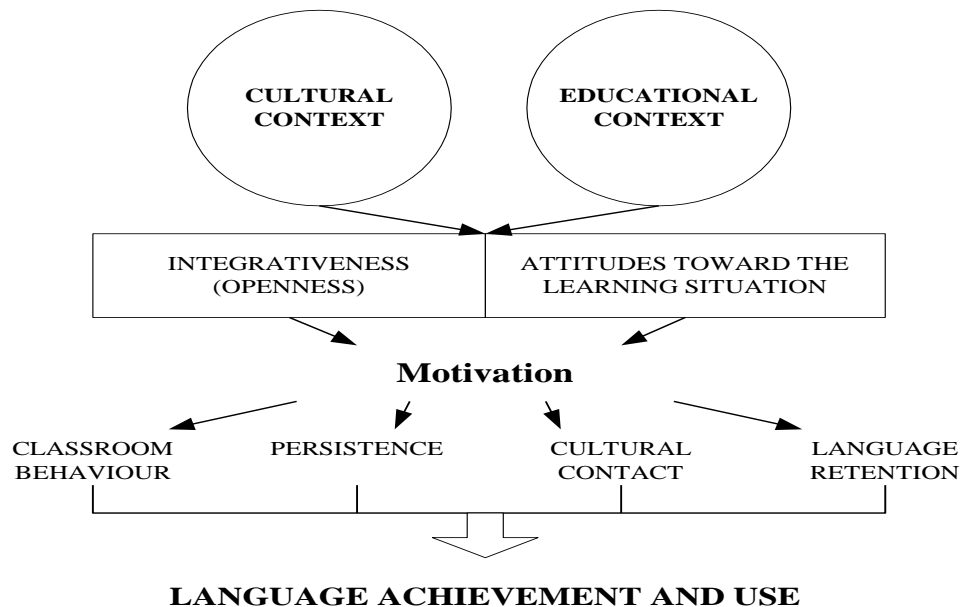 CULTURAL
CONTEXT
EDUCATIONAL
CONTEXT
INTEGRATIVENESS
(OPENNESS)
ATTITUDES TOWARD THE
LEARNING SITUATION
Motivation
CLASSROOM
BEHAVIOUR
PERSISTENCE
CULTURAL
CONTACT
LANGUAGE
RETENTION
LANGUAGE ACHIEVEMENT AND USE